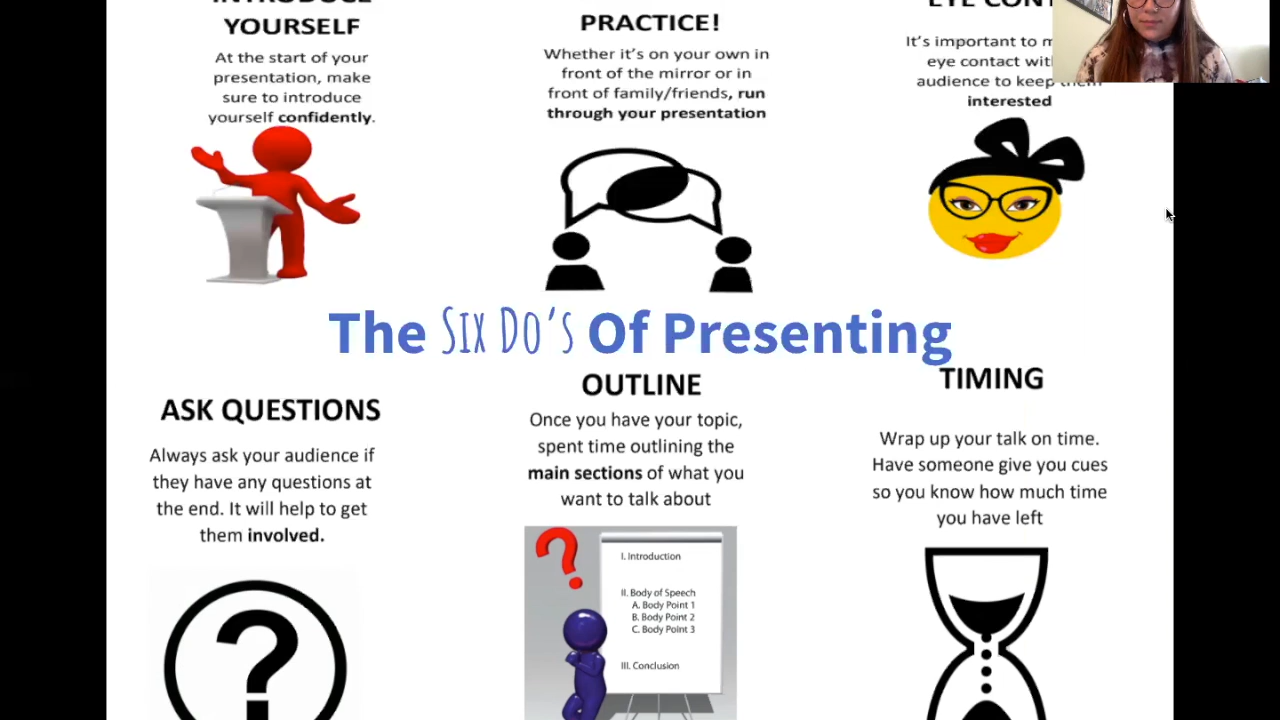 INTRODUCE
YOURSELF
At the start of your
presentation, make
sure to introduce
yourself confidently.
PRACTICE!
Whether it's on your own in
front of the mirror or in
front of family/friends, run
through your presentation
EYE CONT
It's important to m
eye contact wit
audience to keep them
interested
The Six Do's Of Presenting
ASK QUESTIONS
Always ask your audience if
they have any questions at
the end. It will help to get
them involved.
OUTLINE
Once you have your topic,
spent time outlining the
main sections of what you
want to talk about
I. Introduction
II. Body of Speech
A. Body Point 1
B. Body Point 2
C. Body Point 3
III. Conclusion
TIMING
Wrap up your talk on time.
Have someone give you cues
so you know how much time
you have left